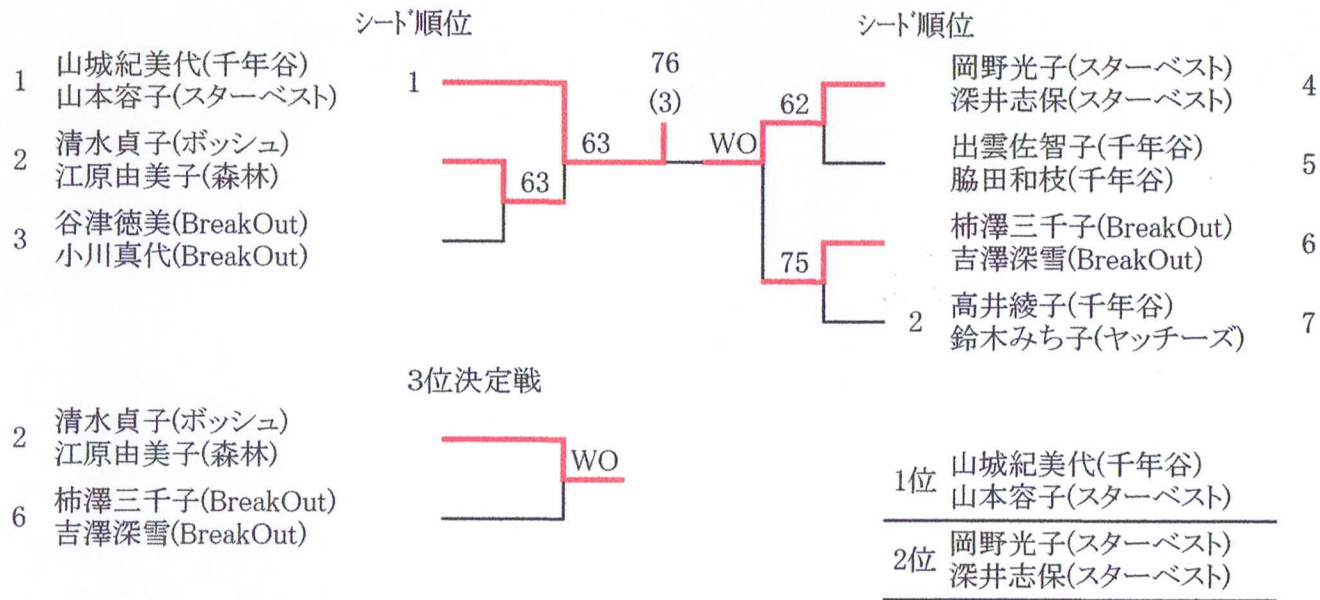 シード順位
シード順位
1 山城紀美代(千年谷)
山本容子(スターベスト)
1
2 清水貞子(ボッシュ)
江原由美子(森林)
3 谷津徳美(BreakOut)
小川真代(BreakOut)
63
63
76
(3)
WO
62
75
岡野光子(スターベスト)
深井志保(スターベスト)
4
出雲佐智子(千年谷)
脇田和枝(千年谷)
5
柿澤三千子(BreakOut)
吉澤深雪(BreakOut)
6
2 高井綾子(千年谷)
鈴木みち子(ヤッチーズ)
7
3位決定戦
2 清水貞子(ボッシュ)
江原由美子(森林)
6 柿澤三千子(BreakOut)
吉澤深雪(BreakOut)
WO
1位 山城紀美代(千年谷)
山本容子(スターベスト)
2位 岡野光子(スターベスト)
深井志保(スターベスト)